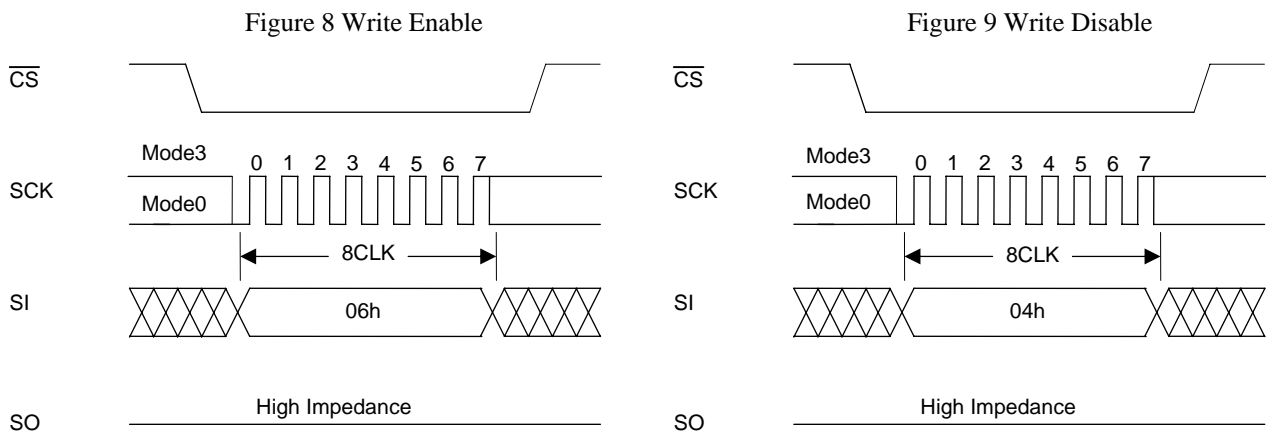 Figure 8 Write Enable
CS
Mode3
0 1 2 3 4 5 6 7
SCK
Mode0
8CLK
SI
06h
High Impedance
SO
Figure 9 Write Disable
CS
Mode3
0 1 2 3 4 5 6 7
SCK
Mode0
8CLK
SI
04h
High Impedance
SO